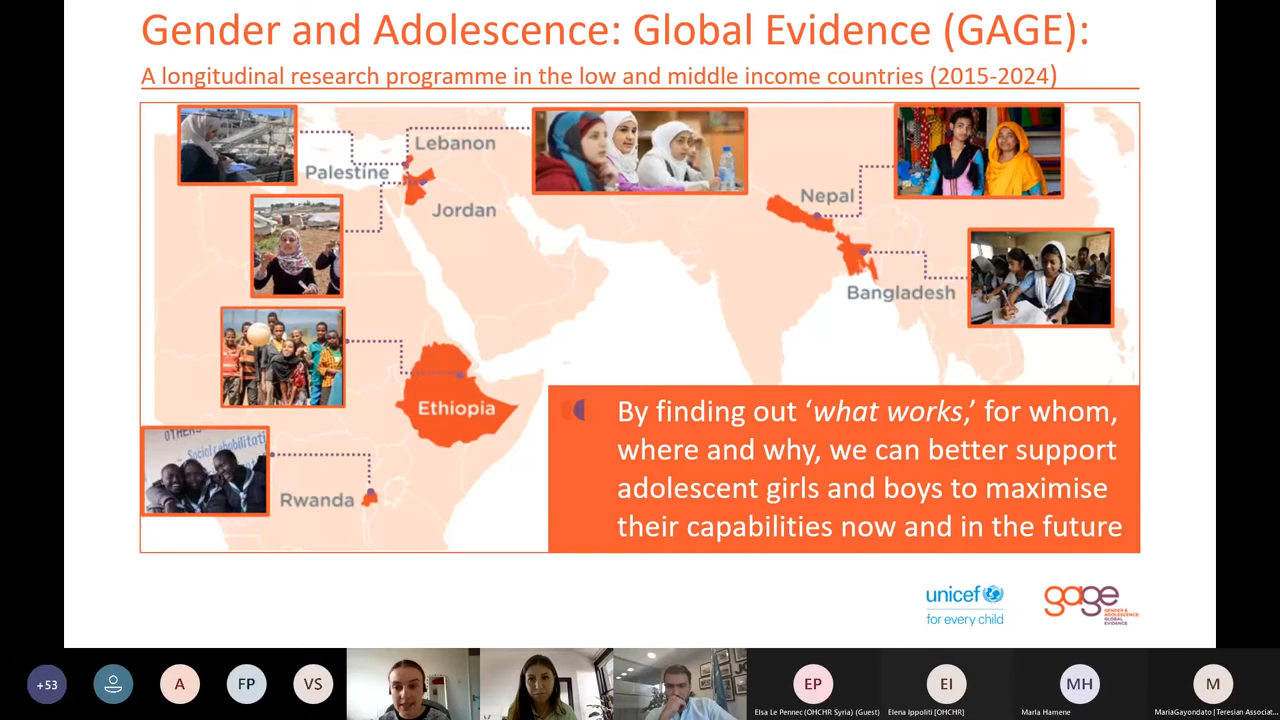 Gender and Adolescence: Global Evidence (GAGE):
A longitudinal research programme in the low and middle income countries (2015-2024)
Lebanon
Palestine
Jordan
Nepal
Bangladesh
Ethiopia
OTHERS
Social rehabilitati
Rwanda
By finding out ‘what works,’ for whom,
where and why, we can better support
adolescent girls and boys to maximise
their capabilities now and in the future
unicef
for every child
gage
GENDER &
ADOLESCENCE:
GLOBAL
EVIDENCE
+53
A
FP
VS
EP
EI
MH
M
Elsa Le Pennec (OHCHR Syria) (Guest)
Elena Ippoliti [OHCHR]
Marla Hamene
MariaGayondato | Teresian Associat...